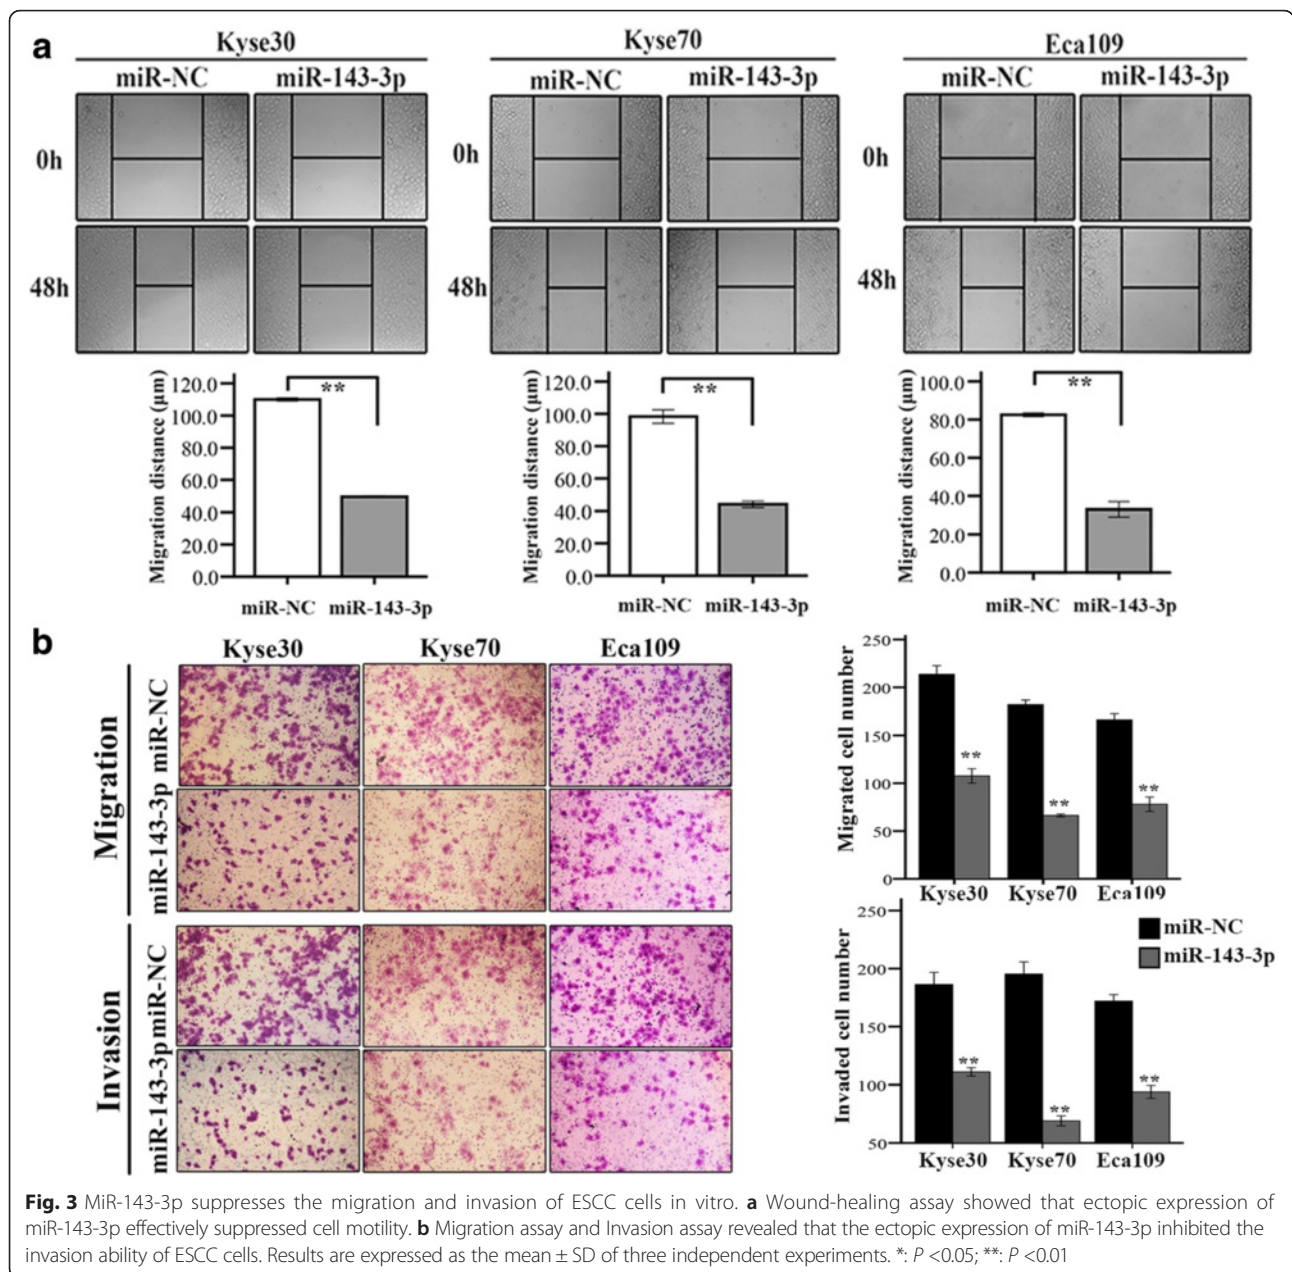 a
Kyse30
Kyse70
Eca109
miR-NC miR-143-3p
miR-NC miR-143-3p
miR-NC miR-143-3p
0h
0h
0h
48h
48h
48h
Migration distance (μm)
120.0
100.0
80.0
60.0
40.0
20.0
0.0
**
miR-NC miR-143-3p
Migration distance (μm)
120.0
100.0
80.0
60.0
40.0
20.0
0.0
**
miR-NC miR-143-3p
Migration distance (μm)
100.0
80.0
60.0
40.0
20.0
0.0
**
miR-NC miR-143-3p
b
Kyse30 Kyse70 Eca109
Migration
miR-NC
miR-143-3p
Invasion
miR-NC
miR-143-3p
Migrated cell number
250
200
150
100
50
0
**
**
**
Kyse30 Kyse70 Eca109
Invaded cell number
250
200
150
100
50
**
**
**
miR-NC
miR-143-3p
Kyse30 Kyse70 Eca109
Fig. 3 MiR-143-3p suppresses the migration and invasion of ESCC cells in vitro. a Wound-healing assay showed that ectopic expression of
miR-143-3p effectively suppressed cell motility. b Migration assay and Invasion assay revealed that the ectopic expression of miR-143-3p inhibited the
invasion ability of ESCC cells. Results are expressed as the mean ± SD of three independent experiments. *: P <0.05; **: P <0.01